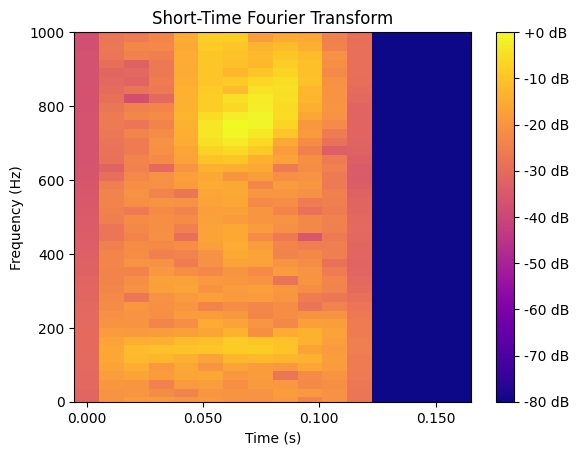 Short-Time Fourier Transform
Frequency (Hz)
1000
800
600
400
200
0
0.000
0.050
0.100
0.150
Time (s)
+0 dB
-10 dB
-20 dB
-30 dB
-40 dB
-50 dB
-60 dB
-70 dB
-80 dB